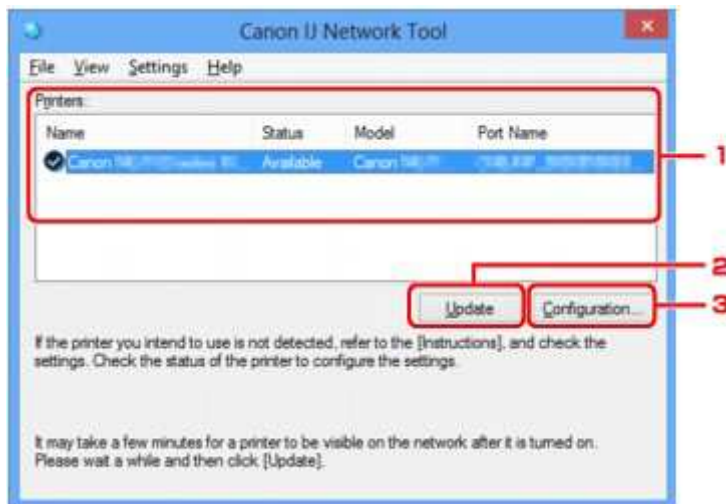 Canon IJ Network Tool
File View Settings Help
Printers:
Name Status Model Port Name
Canon Available Canon
1
2
Update Configuration...
3
If the printer you intend to use is not detected, refer to the [Instructions], and check the
settings. Check the status of the printer to configure the settings.
It may take a few minutes for a printer to be visible on the network after it is turned on.
Please wait a while and then click [Update].